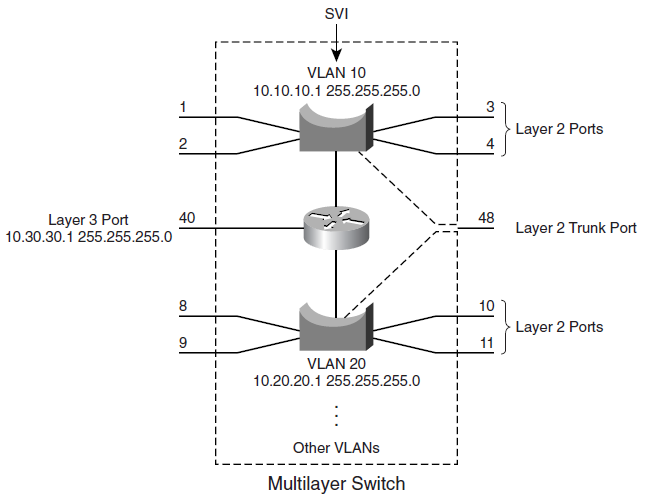 SVI
VLAN 10
10.10.10.1 255.255.255.0
1
3
Layer 2 Ports
2
4
Layer 3 Port
10.30.30.1 255.255.255.0
40
48
Layer 2 Trunk Port
8
10
Layer 2 Ports
9
11
VLAN 20
10.20.20.1 255.255.255.0
Other VLANs
Multilayer Switch